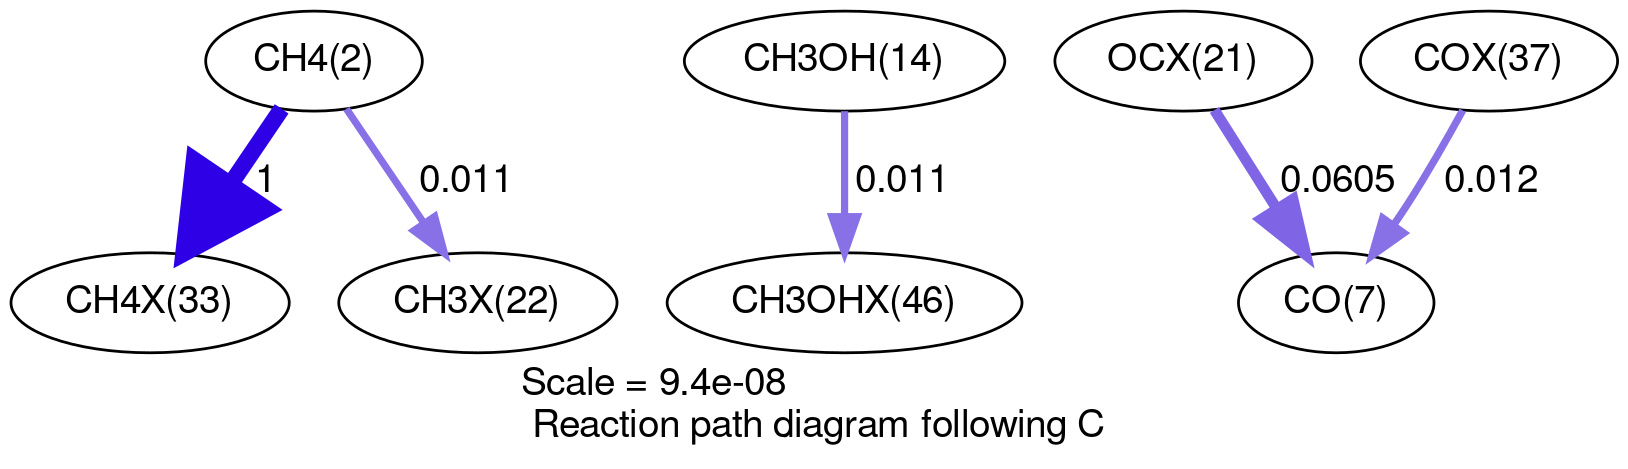 CH4(2)
CH3OH(14)
OCX(21)
COX(37)
1
0.011
0.011
0.0605
0.012
CH4X(33)
CH3X(22)
CH3OHX(46)
CO(7)
Scale = 9.4e-08
Reaction path diagram following C